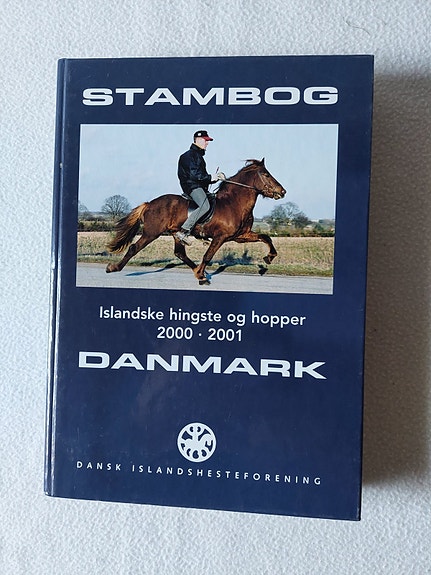 STAMBOG
Islandske hingste og hopper
2000 · 2001
DANMARK
DANSK ISLANDSHESTEFORENING